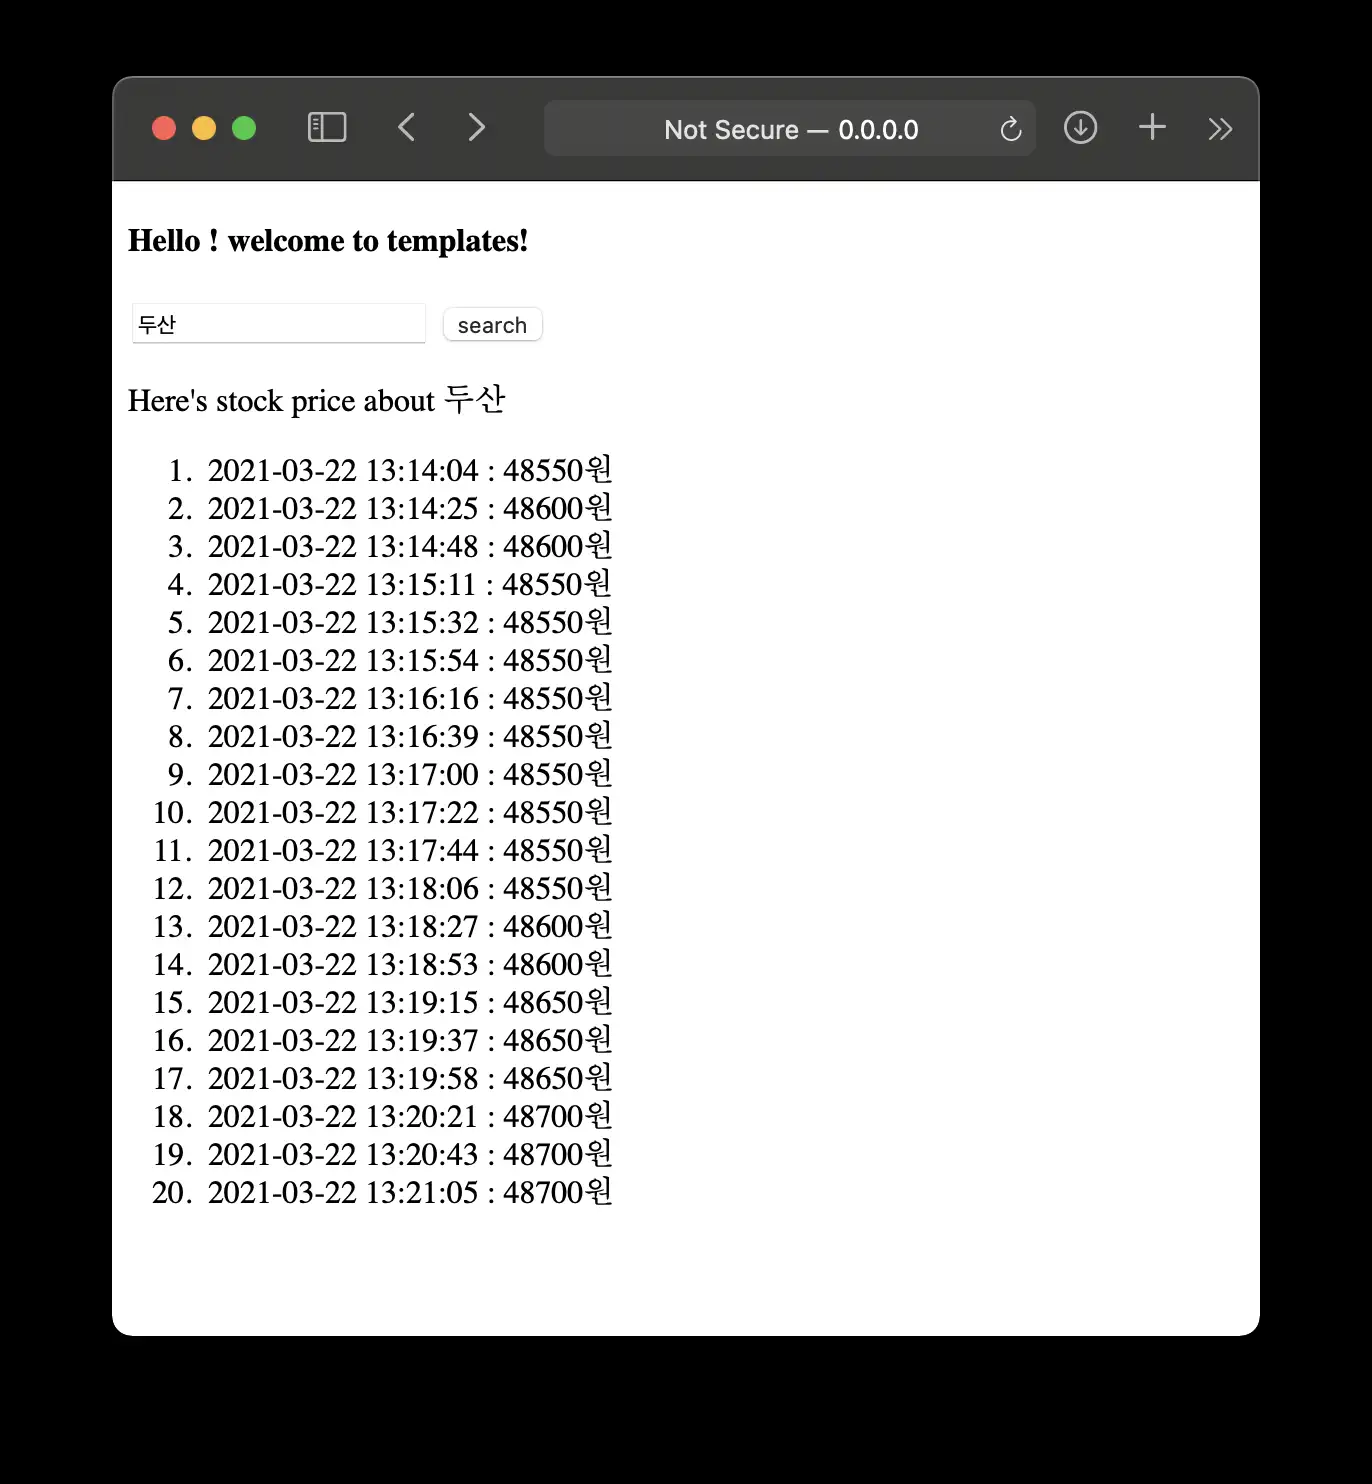 Not Secure — 0.0.0.0
Hello ! welcome to templates!
두산 search
Here's stock price about 두산
1. 2021-03-22 13:14:04 : 48550원
2. 2021-03-22 13:14:25 : 48600원
3. 2021-03-22 13:14:48 : 48600원
4. 2021-03-22 13:15:11 : 48550원
5. 2021-03-22 13:15:32 : 48550원
6. 2021-03-22 13:15:54 : 48550원
7. 2021-03-22 13:16:16 : 48550원
8. 2021-03-22 13:16:39 : 48550원
9. 2021-03-22 13:17:00 : 48550원
10. 2021-03-22 13:17:22 : 48550원
11. 2021-03-22 13:17:44 : 48550원
12. 2021-03-22 13:18:06 : 48550원
13. 2021-03-22 13:18:27 : 48600원
14. 2021-03-22 13:18:53 : 48600원
15. 2021-03-22 13:19:15 : 48650원
16. 2021-03-22 13:19:37 : 48650원
17. 2021-03-22 13:19:58 : 48650원
18. 2021-03-22 13:20:21 : 48700원
19. 2021-03-22 13:20:43 : 48700원
20. 2021-03-22 13:21:05 : 48700원